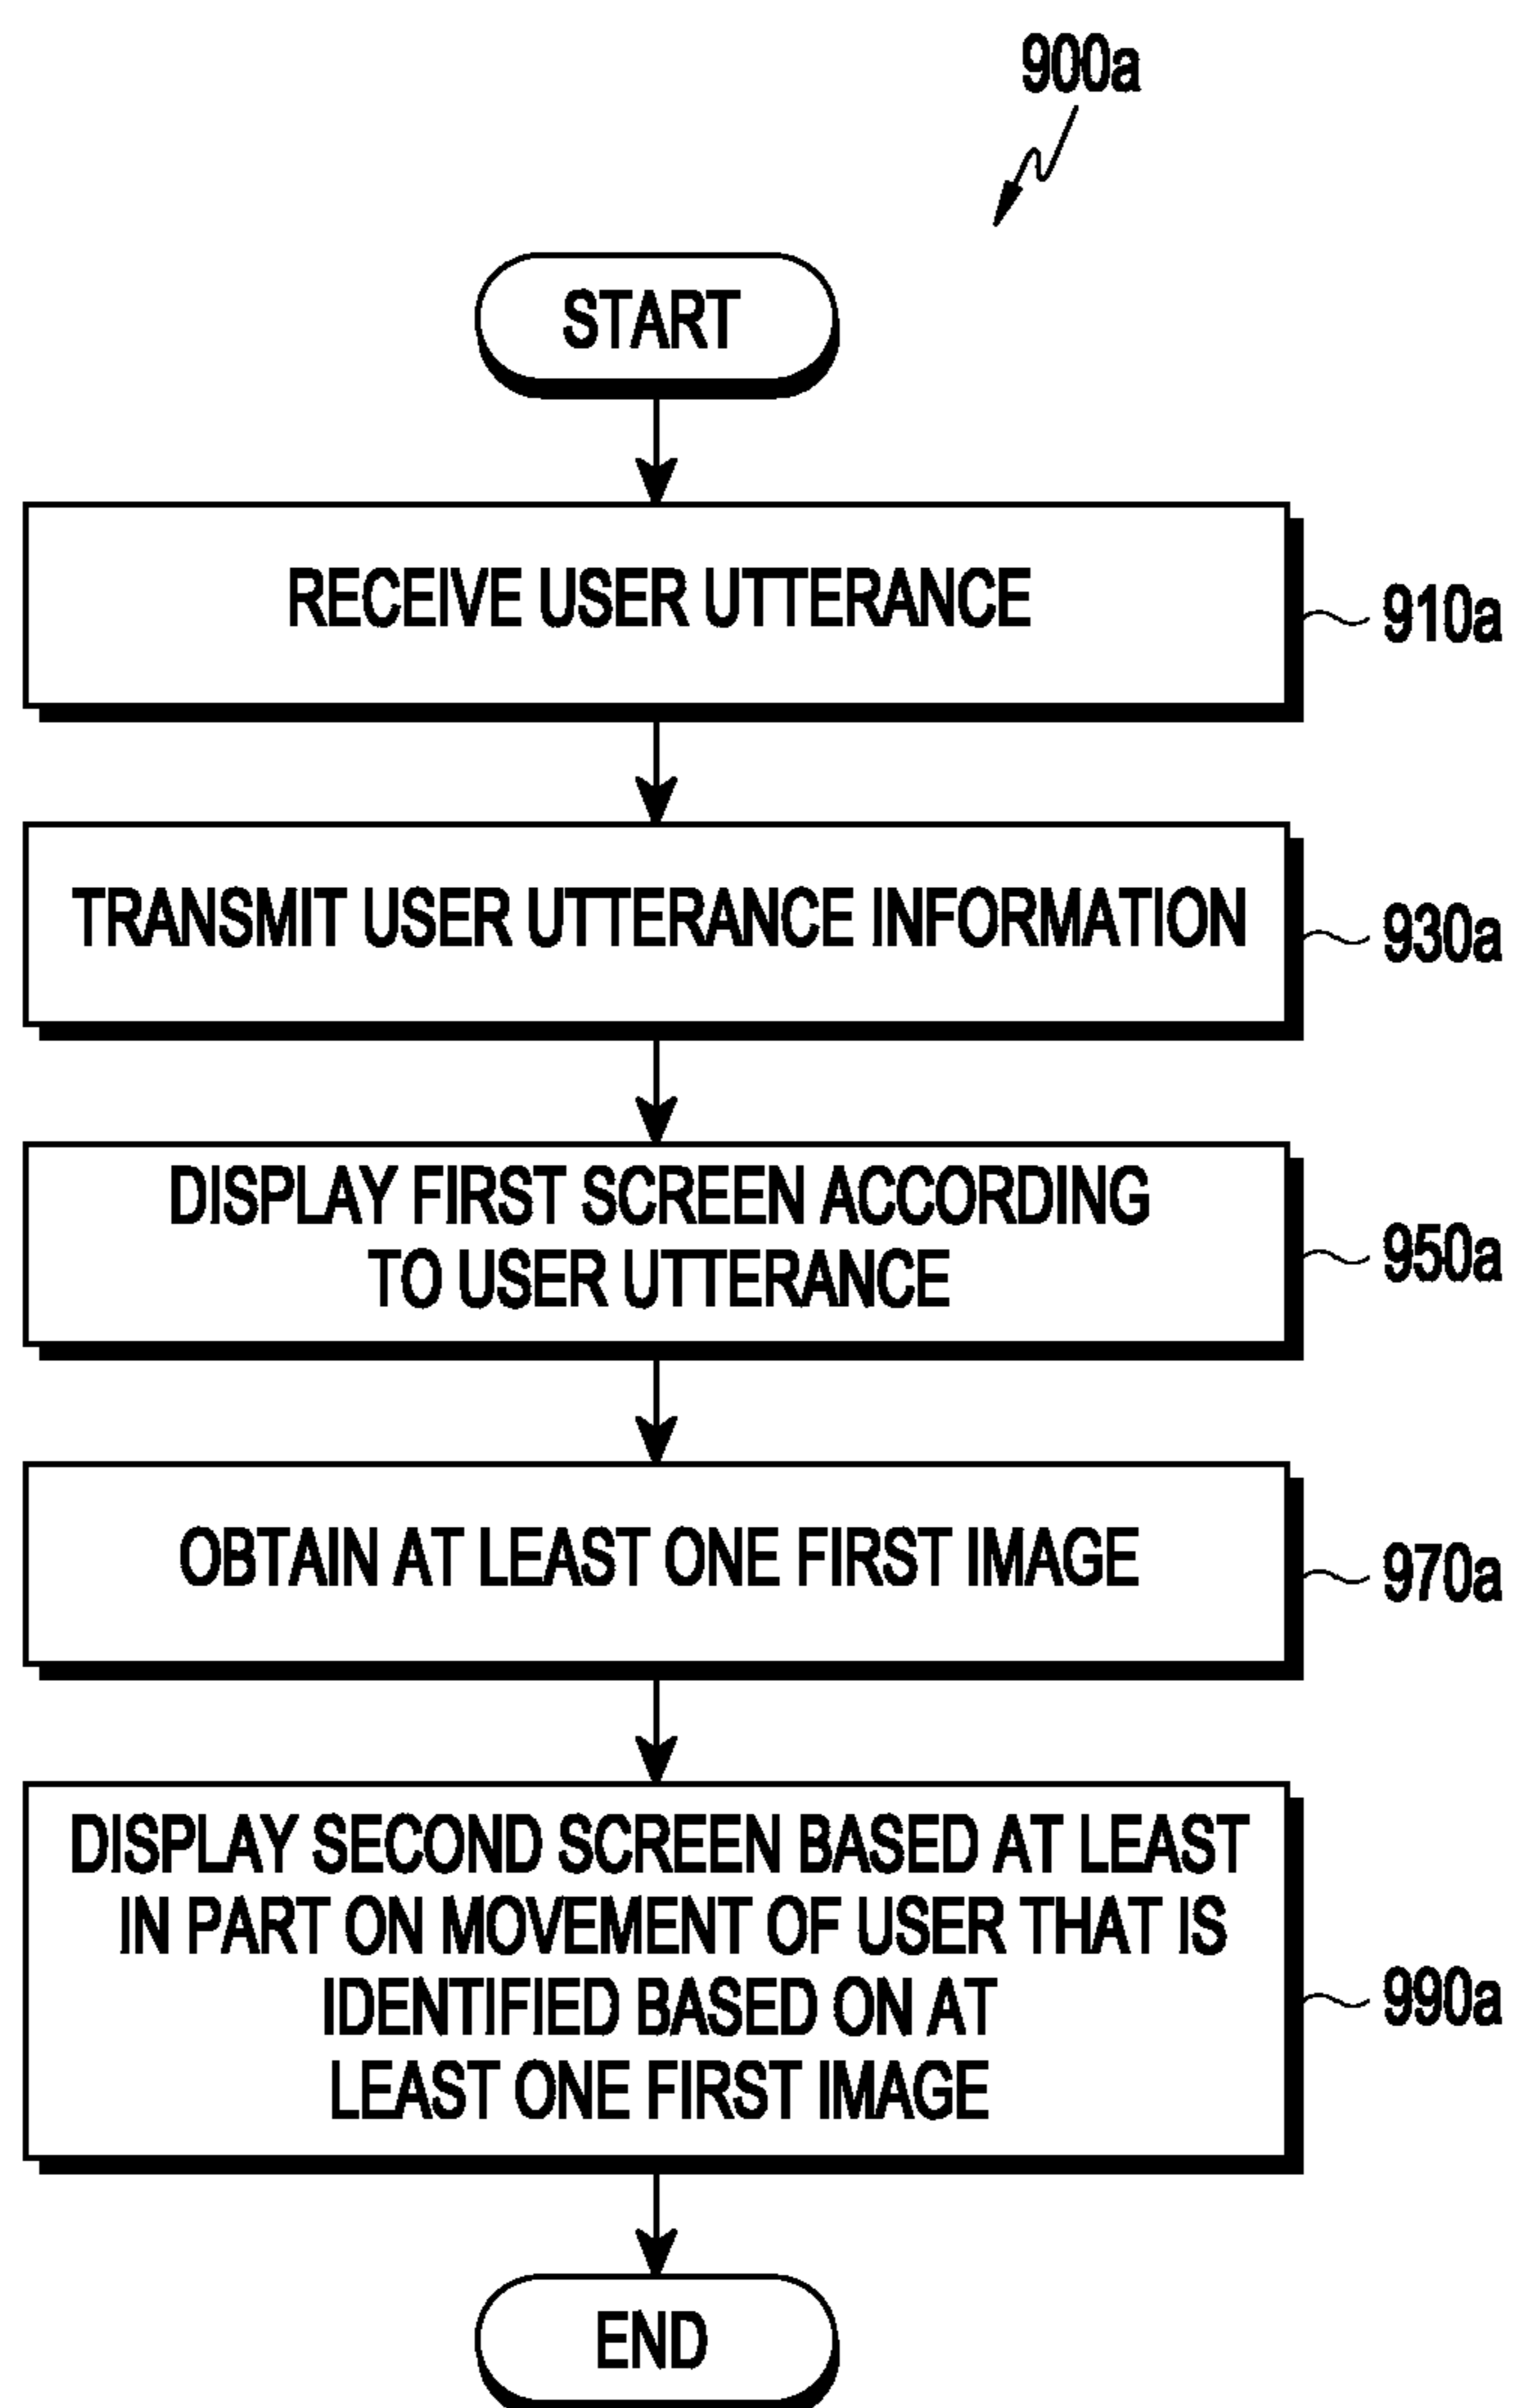 900a
START
RECEIVE USER UTTERANCE
910a
TRANSMIT USER UTTERANCE INFORMATION
930a
DISPLAY FIRST SCREEN ACCORDING
TO USER UTTERANCE
950a
OBTAIN AT LEAST ONE FIRST IMAGE
970a
DISPLAY SECOND SCREEN BASED AT LEAST
IN PART ON MOVEMENT OF USER THAT IS
IDENTIFIED BASED ON AT
LEAST ONE FIRST IMAGE
990a
END